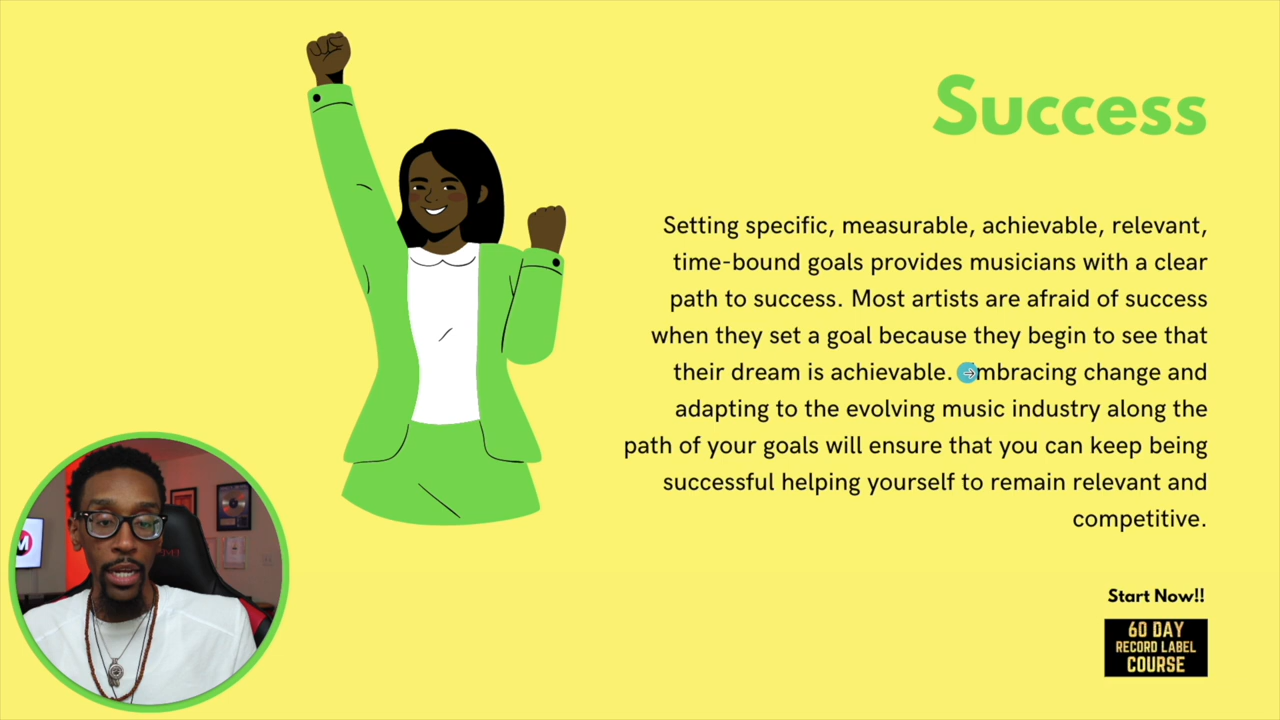 Success
Setting specific, measurable, achievable, relevant,
time-bound goals provides musicians with a clear
path to success. Most artists are afraid of success
when they set a goal because they begin to see that
their dream is achievable. Embracing change and
adapting to the evolving music industry along the
path of your goals will ensure that you can keep being
successful helping yourself to remain relevant and
competitive.
Start Now!!
60 DAY
RECORD LABEL
COURSE